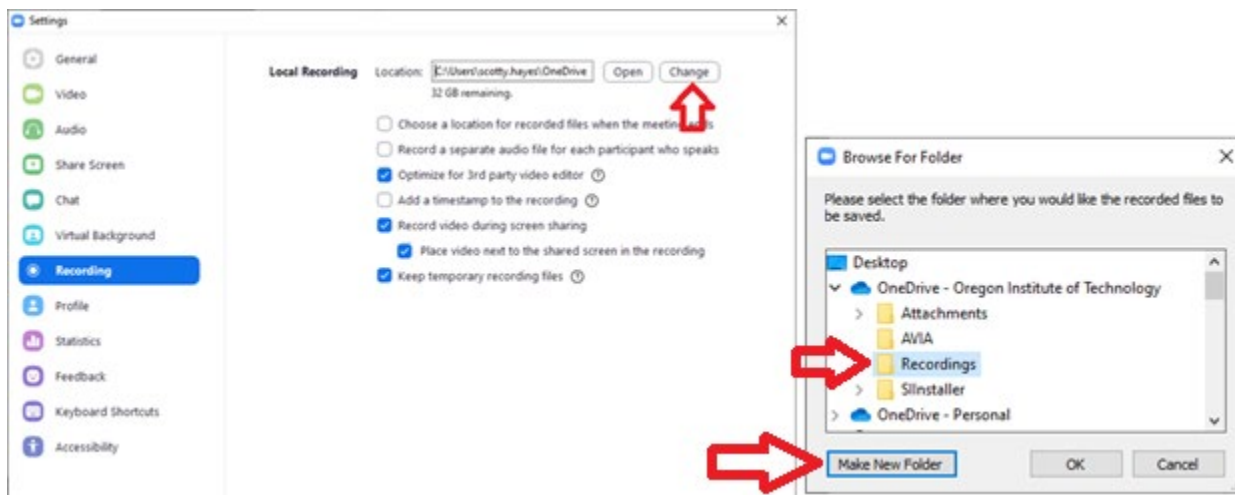 Settings
General
Video
Audio
Share Screen
Chat
Virtual Background
Recording
Profile
Statistics
Feedback
Keyboard Shortcuts
Accessibility
Local Recording Location: C:\Users\scotty.hayes\OneDrive Open Change
32 GB remaining.
Choose a location for recorded files when the meeting ends
Record a separate audio file for each participant who speaks
Optimize for 3rd party video editor
Add a timestamp to the recording
Record video during screen sharing
Place video next to the shared screen in the recording
Keep temporary recording files
Browse For Folder
Please select the folder where you would like the recorded files to
be saved.
Desktop
OneDrive - Oregon Institute of Technology
Attachments
AVIA
Recordings
SIInstaller
OneDrive - Personal
Make New Folder OK Cancel